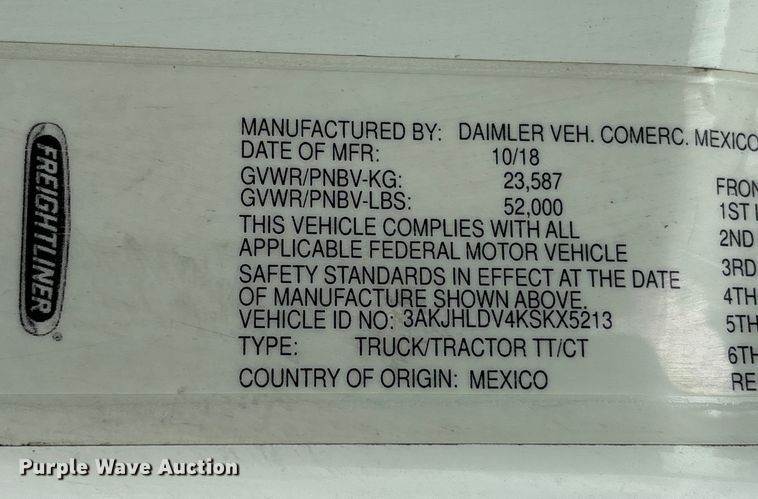 FREIGHTLINER
MANUFACTURED BY: DAIMLER VEH. COMERC. MEXICO
DATE OF MFR: 10/18
GVWR/PNBV-KG: 23,587
GVWR/PNBV-LBS: 52,000
THIS VEHICLE COMPLIES WITH ALL
APPLICABLE FEDERAL MOTOR VEHICLE
SAFETY STANDARDS IN EFFECT AT THE DATE
OF MANUFACTURE SHOWN ABOVE.
VEHICLE ID NO: 3AKJHLDV4KSKX5213
TYPE: TRUCK/TRACTOR TT/CT
COUNTRY OF ORIGIN: MEXICO
FRON
1ST
2ND
3RD
4TH
5TH
6TH
RE
Purple Wave Auction